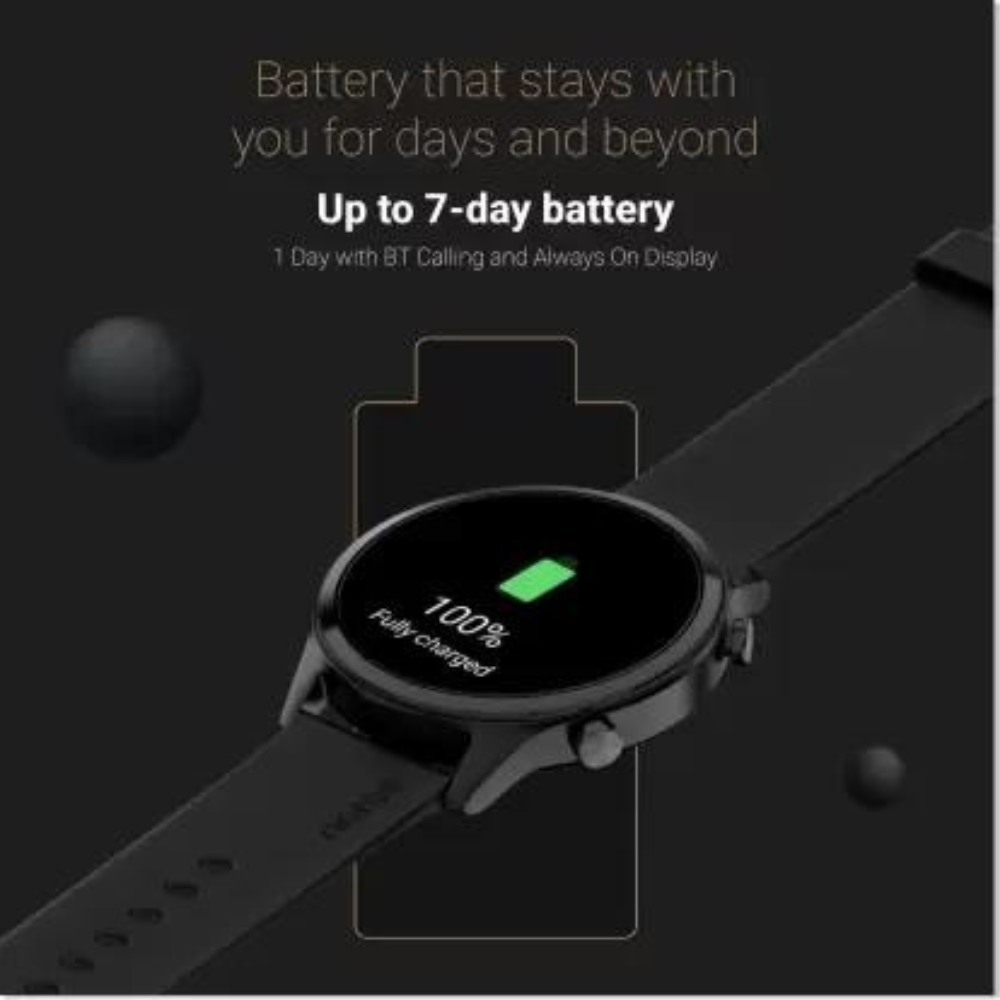 Battery that stays with
you for days and beyond
Up to 7-day battery
1 Day with BT Calling and Always On Display
100%
Fully charged